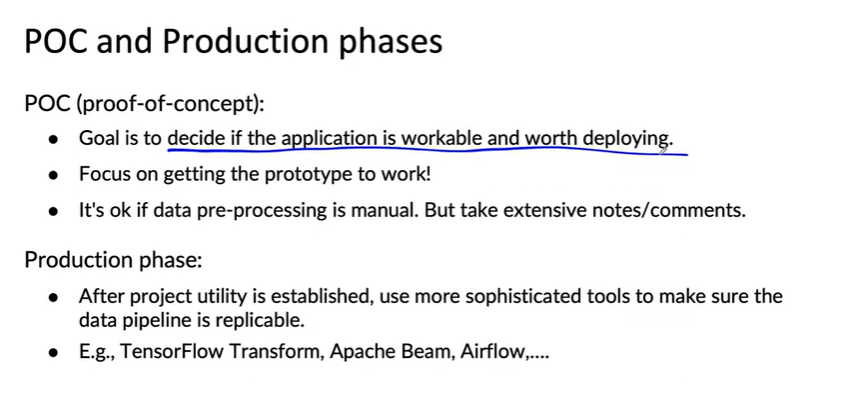 POC and Production phases
POC (proof-of-concept):
● Goal is to decide if the application is workable and worth deploying.
● Focus on getting the prototype to work!
● It's ok if data pre-processing is manual. But take extensive notes/comments.
Production phase:
● After project utility is established, use more sophisticated tools to make sure the
data pipeline is replicable.
● E.g., TensorFlow Transform, Apache Beam, Airflow,....